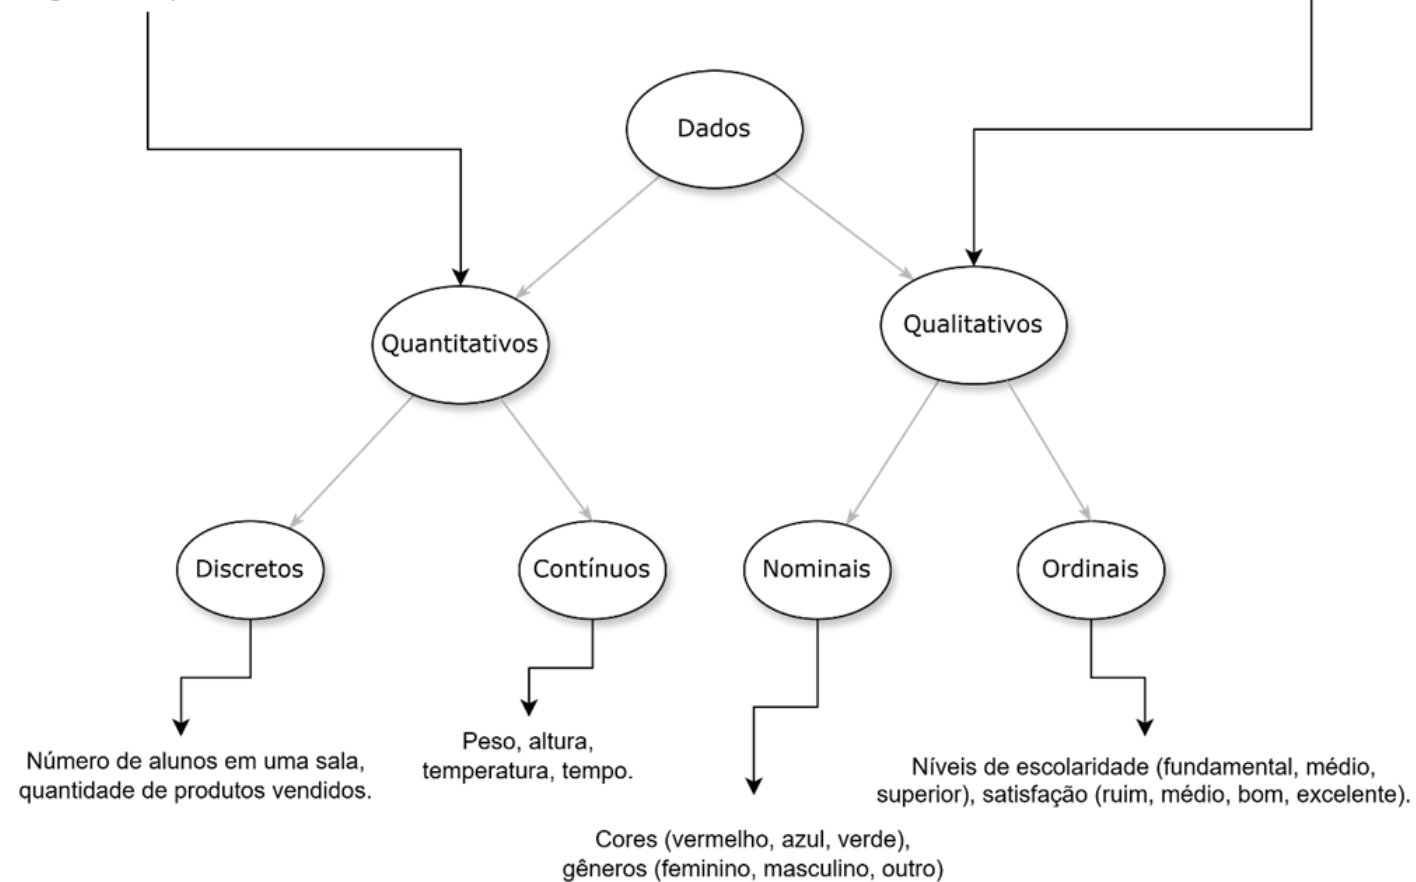 Dados
Quantitativos
Qualitativos
Discretos
Contínuos
Nominais
Ordinais
Número de alunos em uma sala,
quantidade de produtos vendidos.
Peso, altura,
temperatura, tempo.
Cores (vermelho, azul, verde),
gêneros (feminino, masculino, outro)
Níveis de escolaridade (fundamental, médio,
superior), satisfação (ruim, médio, bom, excelente).